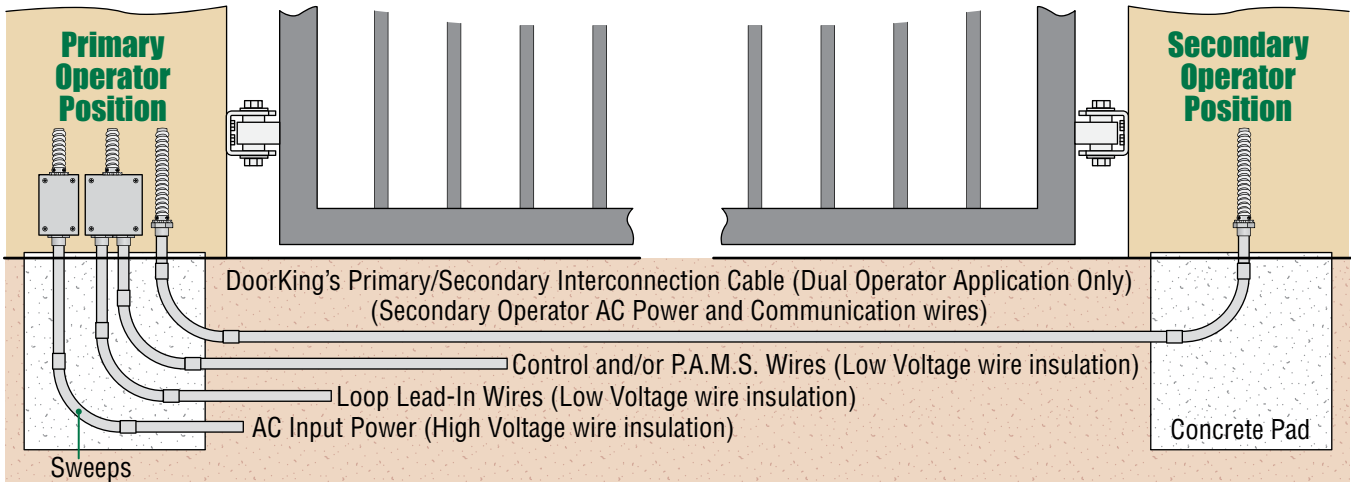 Primary
Operator
Position
Secondary
Operator
Position
DoorKing’s Primary/Secondary Interconnection Cable (Dual Operator Application Only)
(Secondary Operator AC Power and Communication wires)
Control and/or P.A.M.S. Wires (Low Voltage wire insulation)
Loop Lead-In Wires (Low Voltage wire insulation)
AC Input Power (High Voltage wire insulation)
Concrete Pad
Sweeps